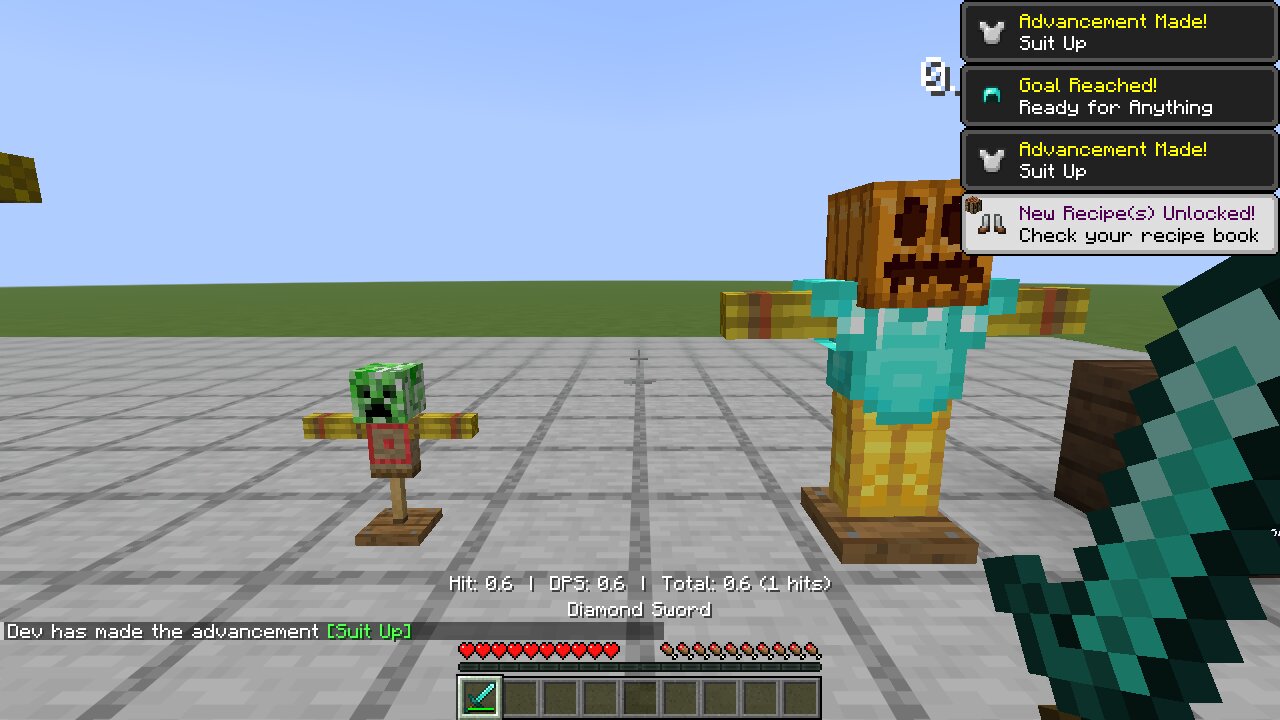 Advancement Made!
Suit Up
Goal Reached!
Ready for Anything
Advancement Made!
Suit Up
New Recipe(s) Unlocked!
Check your recipe book
0.
Hit: 0.6 | DPS: 0.6 | Total: 0.6 (1 hits)
Diamond Sword
Dev has made the advancement [Suit Up]